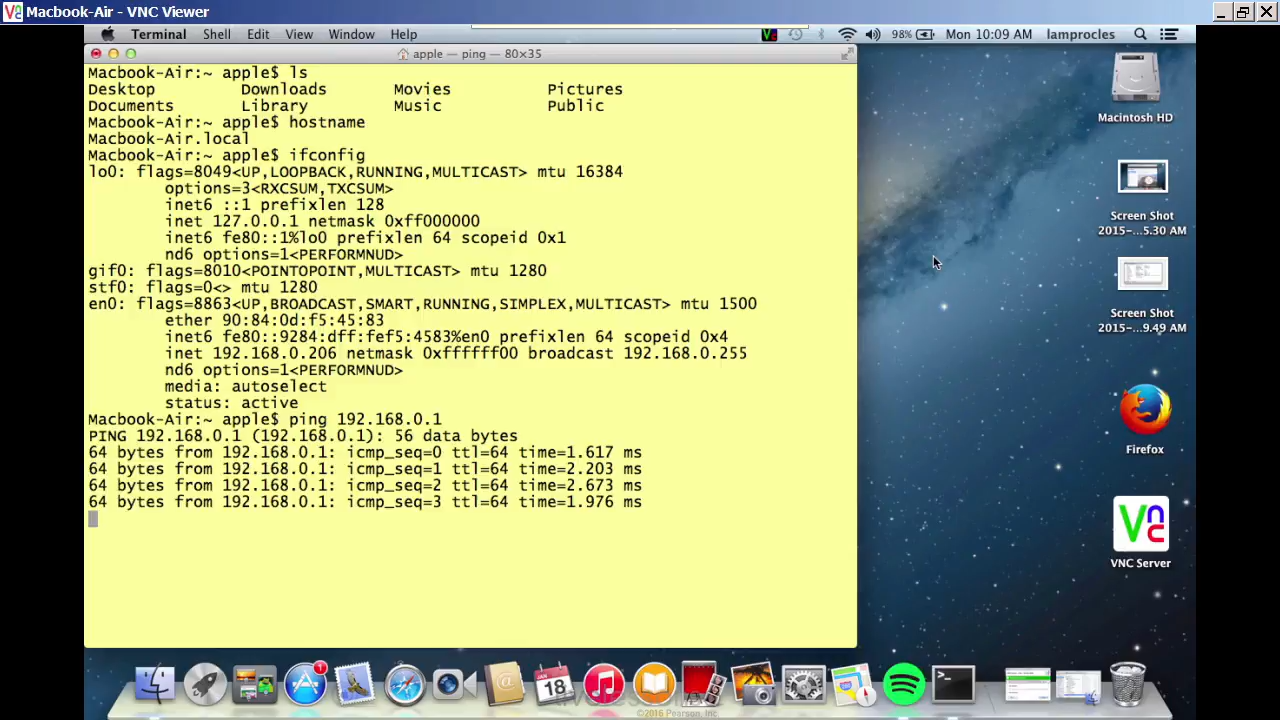 Macbook-Air - VNC Viewer
Terminal Shell Edit View Window Help
98% Mon 10:09 AM lamprocles
apple — ping — 80×35
Macbook-Air:~ apple$ ls
Desktop Downloads Movies Pictures
Documents Library Music Public
Macbook-Air:~ apple$ hostname
Macbook-Air.local
Macbook-Air:~ apple$ ifconfig
lo0: flags=8049<UP,LOOPBACK,RUNNING,MULTICAST> mtu 16384
options=3<RXCSUM,TXCSUM>
inet6 ::1 prefixlen 128
inet 127.0.0.1 netmask 0xff000000
inet6 fe80::1%lo0 prefixlen 64 scopeid 0x1
nd6 options=1<PERFORMNUD>
gif0: flags=8010<POINTOPOINT,MULTICAST> mtu 1280
stf0: flags=0<> mtu 1280
en0: flags=8863<UP,BROADCAST,SMART,RUNNING,SIMPLEX,MULTICAST> mtu 1500
ether 90:84:0d:f5:45:83
inet6 fe80::9284:dff:fef5:4583%en0 prefixlen 64 scopeid 0x4
inet 192.168.0.206 netmask 0xffffff00 broadcast 192.168.0.255
nd6 options=1<PERFORMNUD>
media: autoselect
status: active
Macbook-Air:~ apple$ ping 192.168.0.1
PING 192.168.0.1 (192.168.0.1): 56 data bytes
64 bytes from 192.168.0.1: icmp_seq=0 ttl=64 time=1.617 ms
64 bytes from 192.168.0.1: icmp_seq=1 ttl=64 time=2.203 ms
64 bytes from 192.168.0.1: icmp_seq=2 ttl=64 time=2.673 ms
64 bytes from 192.168.0.1: icmp_seq=3 ttl=64 time=1.976 ms
Macintosh HD
Screen Shot
2015-...5.30 AM
Screen Shot
2015-...9.49 AM
Firefox
VNC Server
1
JAN
18
©2016 Pearson, Inc